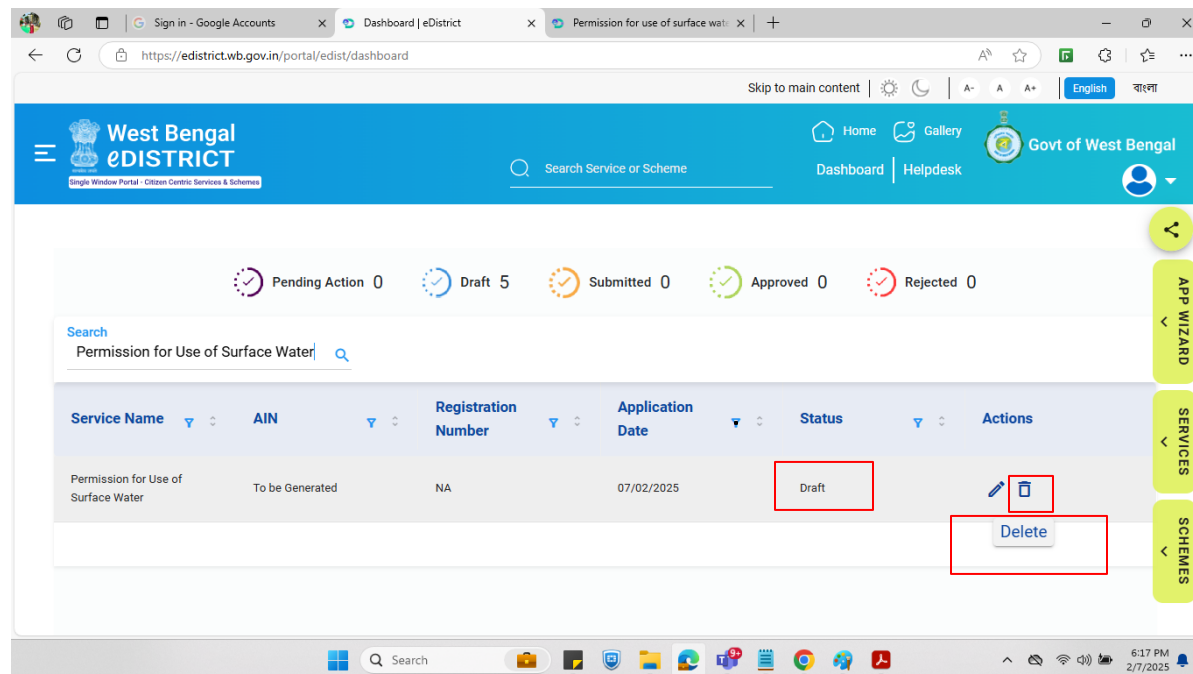 Sign in - Google Accounts
Dashboard | eDistrict
Permission for use of surface wate
https://edistrict.wb.gov.in/portal/edist/dashboard
Skip to main content
A-
A
A+
English
বাংলা
West Bengal
eDISTRICT
Single Window Portal - Citizen Centric Services & Schemes
Search Service or Scheme
Home
Gallery
Dashboard
Helpdesk
Govt of West Bengal
Pending Action 0
Draft 5
Submitted 0
Approved 0
Rejected 0
APP WIZARD
SERVICES
SCHEMES
Search
Permission for Use of Surface Water
Service Name
AIN
Registration
Number
Application
Date
Status
Actions
Permission for Use of
Surface Water
To be Generated
NA
07/02/2025
Draft
Delete
Search
9+
6:17 PM
2/7/2025